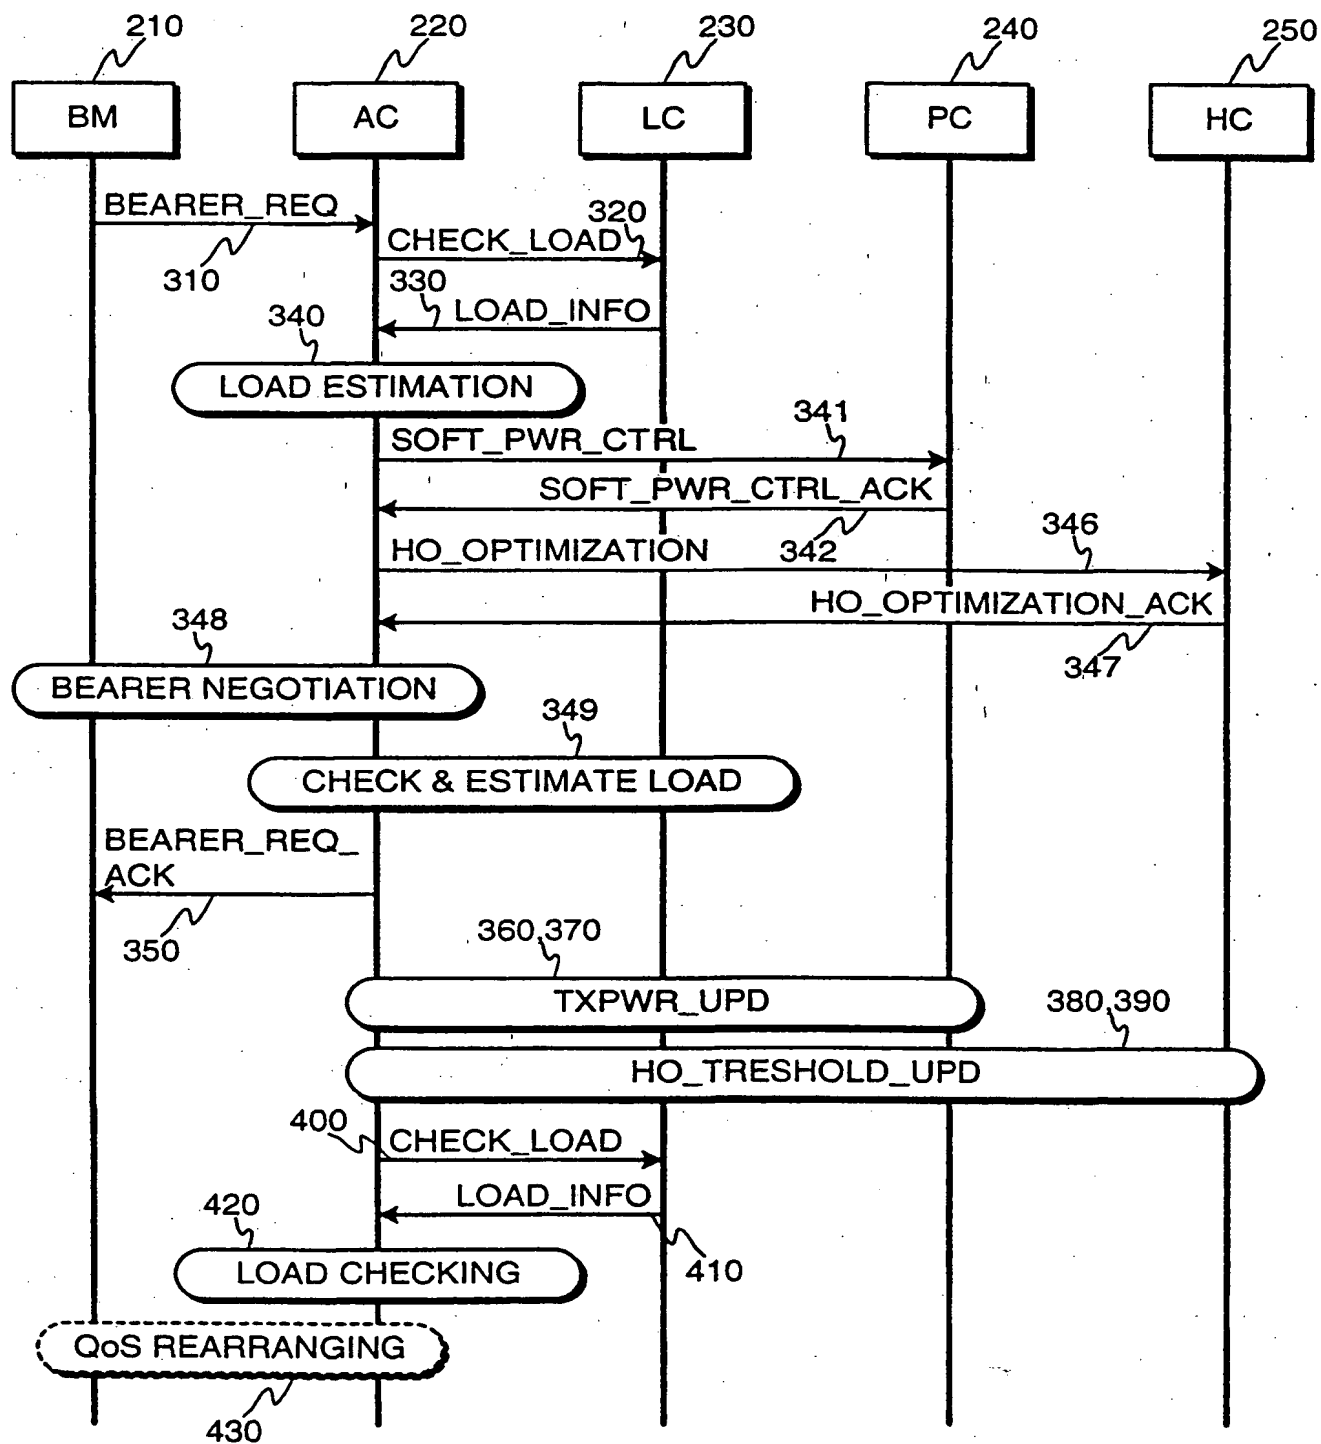 210 220 230 240 250
BM AC LC PC HC
BEARER_REQ
320
CHECK_LOAD
310
330
LOAD_INFO
340
LOAD ESTIMATION
341
SOFT_PWR_CTRL
SOFT_PWR_CTRL_ACK
346
HO_OPTIMIZATION 342
HO_OPTIMIZATION_ACK
348
347
BEARER NEGOTIATION
349
CHECK & ESTIMATE LOAD
BEARER_REQ_
ACK
350
360,370
TXPWR_UPD
380,390
HO_TRESHOLD_UPD
400
CHECK_LOAD
LOAD_INFO
420
410
LOAD CHECKING
QoS REARRANGING
430